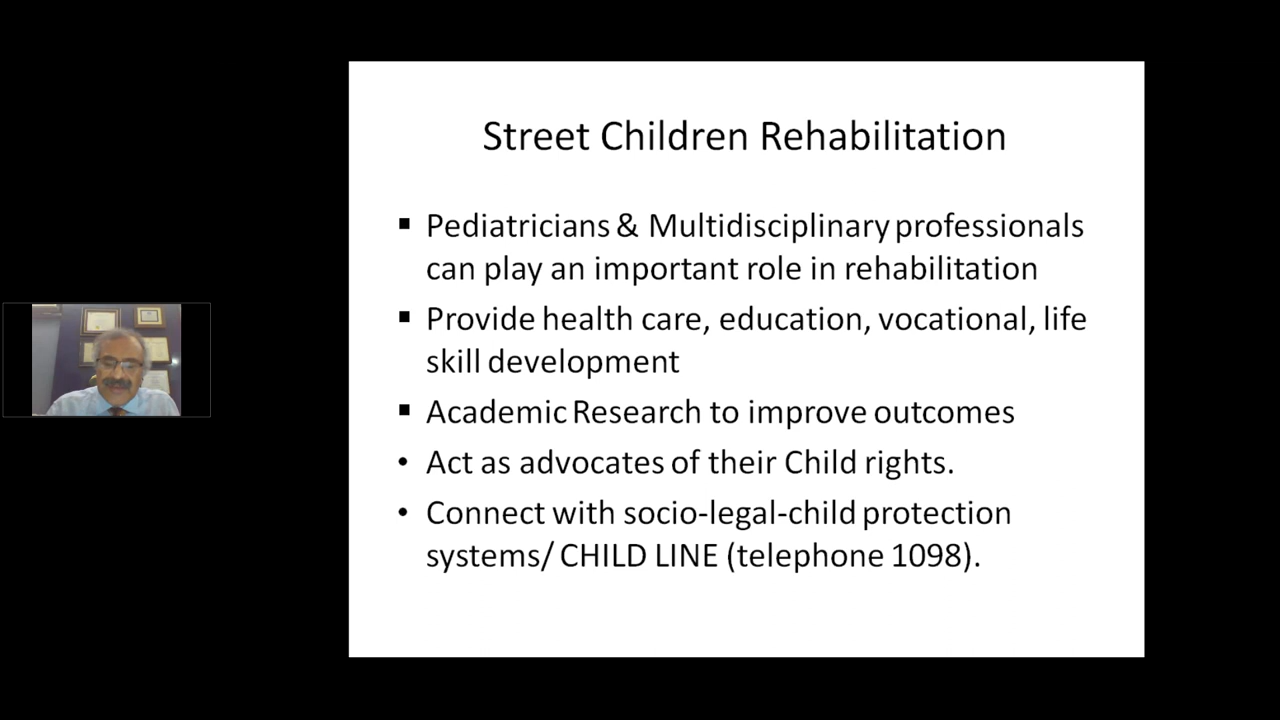 Street Children Rehabilitation
▪ Pediatricians & Multidisciplinary professionals
can play an important role in rehabilitation
▪ Provide health care, education, vocational, life
skill development
▪ Academic Research to improve outcomes
• Act as advocates of their Child rights.
• Connect with socio-legal-child protection
systems/ CHILD LINE (telephone 1098).